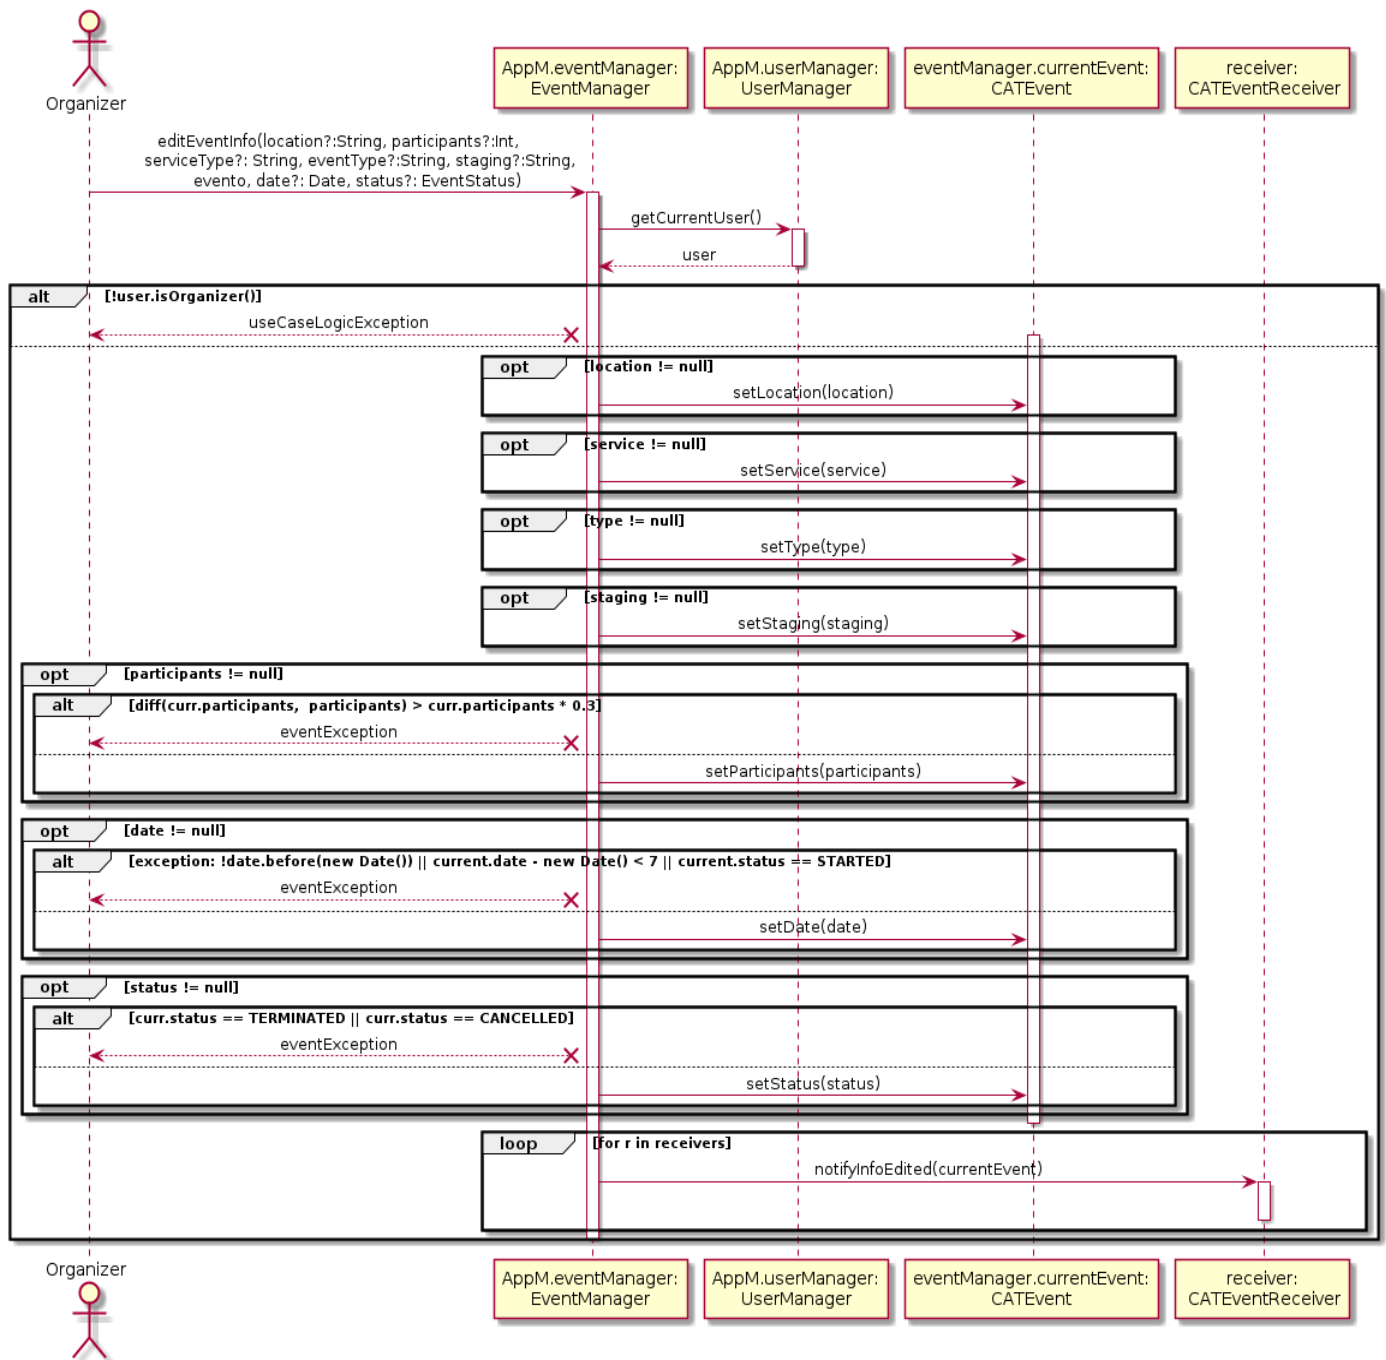 Organizer
AppM.eventManager:
EventManager
AppM.userManager:
UserManager
eventManager.currentEvent:
CATEvent
receiver:
CATEventReceiver
editEventInfo(location?:String, participants?:Int,
serviceType?: String, eventType?:String, staging?:String,
evento, date?: Date, status?: EventStatus)
getCurrentUser()
user
alt [!user.isOrganizer()]
useCaseLogicException
opt [location != null]
setLocation(location)
opt [service != null]
setService(service)
opt [type != null]
setType(type)
opt [staging != null]
setStaging(staging)
opt [participants != null]
alt [diff(curr.participants,  participants) > curr.participants * 0.3]
eventException
setParticipants(participants)
opt [date != null]
alt [exception: !date.before(new Date()) || current.date - new Date() < 7 || current.status == STARTED]
eventException
setDate(date)
opt [status != null]
alt [curr.status == TERMINATED || curr.status == CANCELLED]
eventException
setStatus(status)
loop [for r in receivers]
notifyInfoEdited(currentEvent)
Organizer
AppM.eventManager:
EventManager
AppM.userManager:
UserManager
eventManager.currentEvent:
CATEvent
receiver:
CATEventReceiver